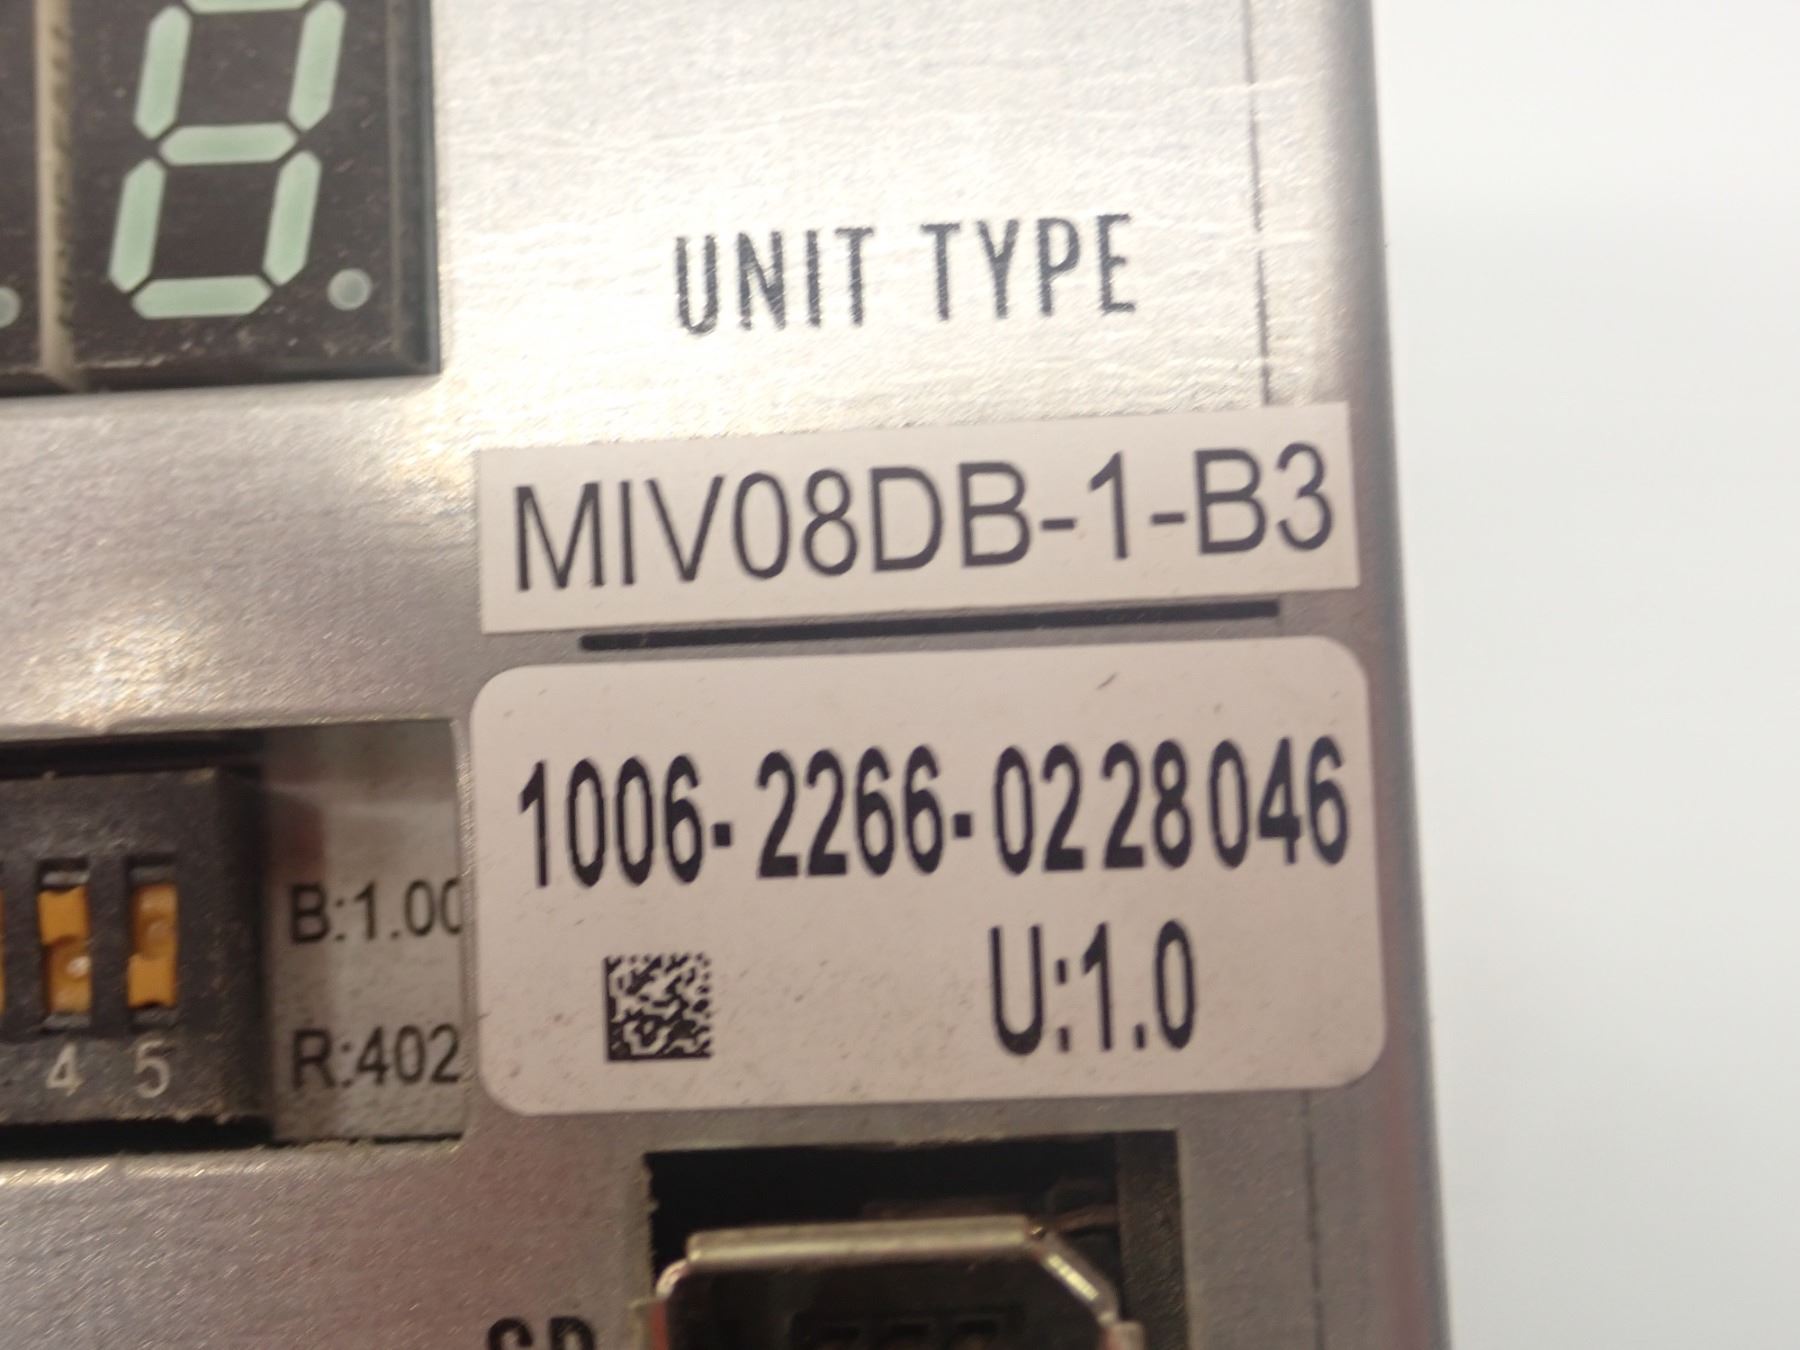 UNIT TYPE
MIV08DB-1-B3
1006-2266-0228046
U:1.0
B:1.00
R:402
4 5